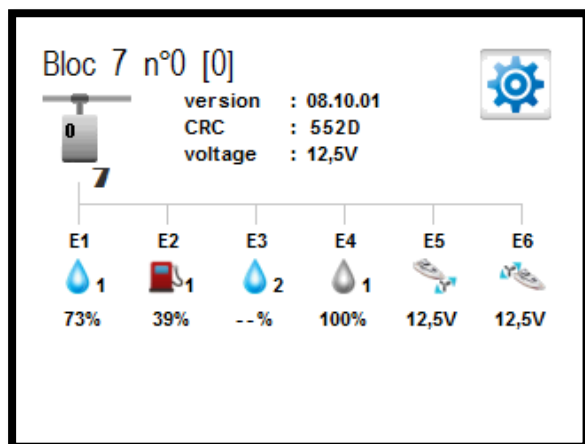 Bloc 7 n°0 [0]
version : 08.10.01
CRC : 552D
voltage : 12,5V
0
7
E1 E2 E3 E4 E5 E6
1 1 2 1
73% 39% --% 100% 12,5V 12,5V